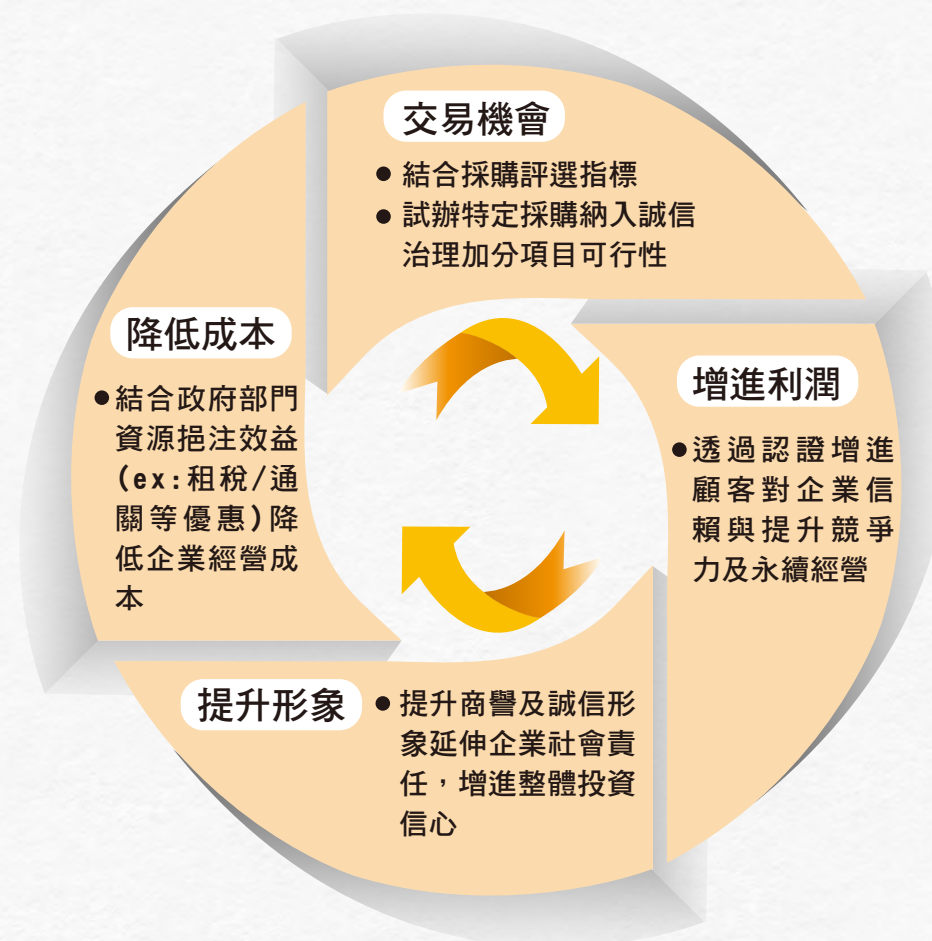 交易機會
● 結合採購評選指標
● 試辦特定採購納入誠信
治理加分項目可行性
增進利潤
●透過認證增進
顧客對企業信
賴與提升競爭
力及永續經營
提升形象
● 提升商譽及誠信形
象延伸企業社會責
任，增進整體投資
信心
降低成本
●結合政府部門
資源挹注效益
(ex:租稅/通
關等優惠)降
低企業經營成
本